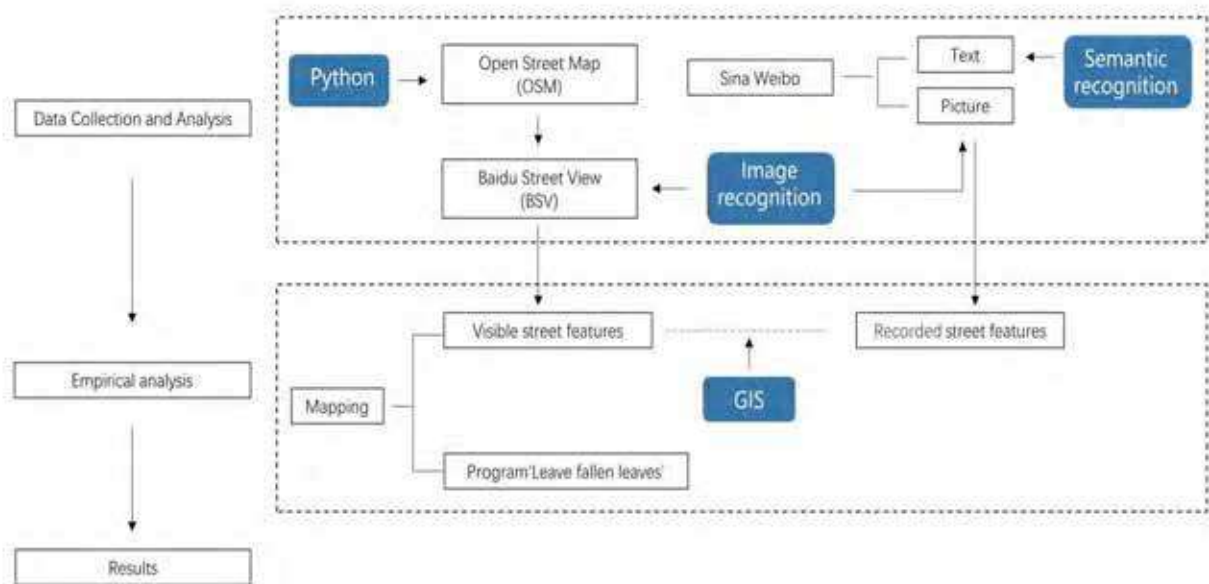 Python
Open Street Map
(OSM)
Sina Weibo
Text
Picture
Semantic
recognition
Data Collection and Analysis
Baidu Street View
(BSV)
Image
recognition
Visible street features
Recorded street features
Empirical analysis
Mapping
GIS
Program'Leave fallen leaves'
Results